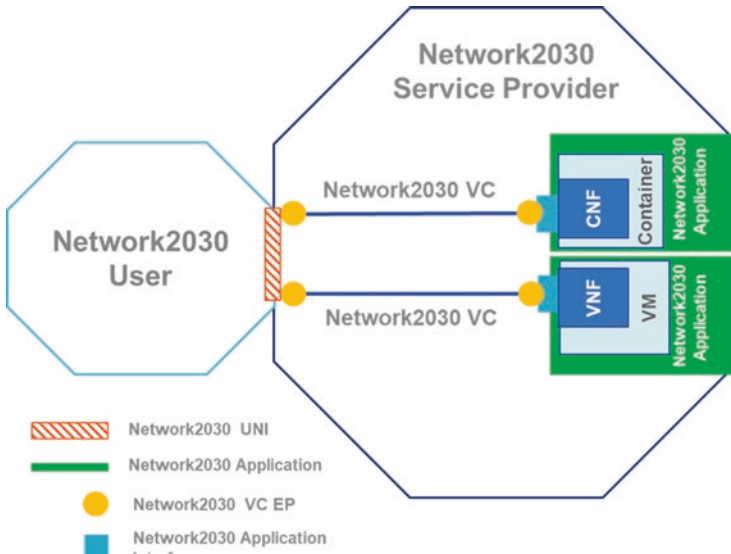 Network2030
Service Provider
Network2030 VC
CNF
Container
Network2030
Application
Network2030
User
Network2030 VC
VNF
VM
Network2030
Application
Network2030 UNI
Network2030 Application
Network2030 VC EP
Network2030 Application